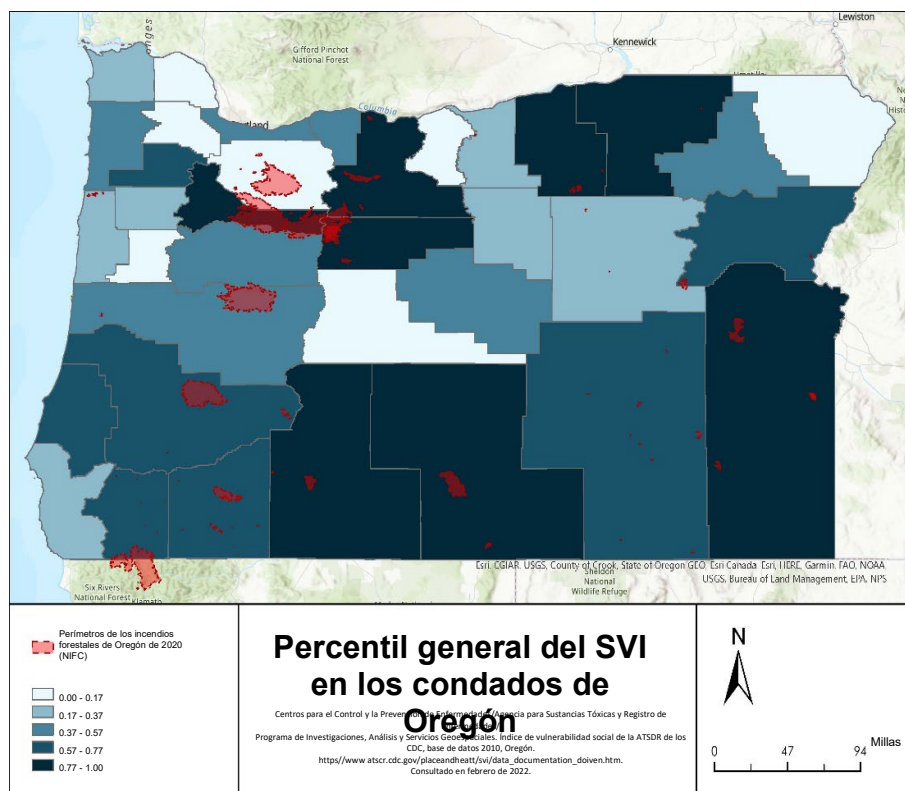 Lewiston
Kennewick
Gifford Pinchot
National Forest
Columbia
Esri, CGIAR, USGS, County of Crook, State of Oregon GEO, Esri Canada, Esri, HERE, Garmin, FAO, NOAA
USGS, Bureau of Land Management, EPA, NPS
Six Rivers
National Forest
Sheldon
National
Wildlife Refuge
Perímetros de los incendios
forestales de Oregón de 2020
(NIFC)
0.00 - 0.17
0.17 - 0.37
0.37 - 0.57
0.57 - 0.77
0.77 - 1.00
Percentil general del SVI
en los condados de
Oregón
Centros para el Control y la Prevención de Enfermedades/Agencia para Sustancias Tóxicas y Registro de
Programa de Investigaciones, Análisis y Servicios Geoespaciales. Índice de vulnerabilidad social de la ATSDR de los
CDC, base de datos 2010, Oregón.
https//www atscr.cdc.gov/placeandheatt/svi/data_documentation_doiven.htm.
Consultado en febrero de 2022.
N
0 47 94 Millas